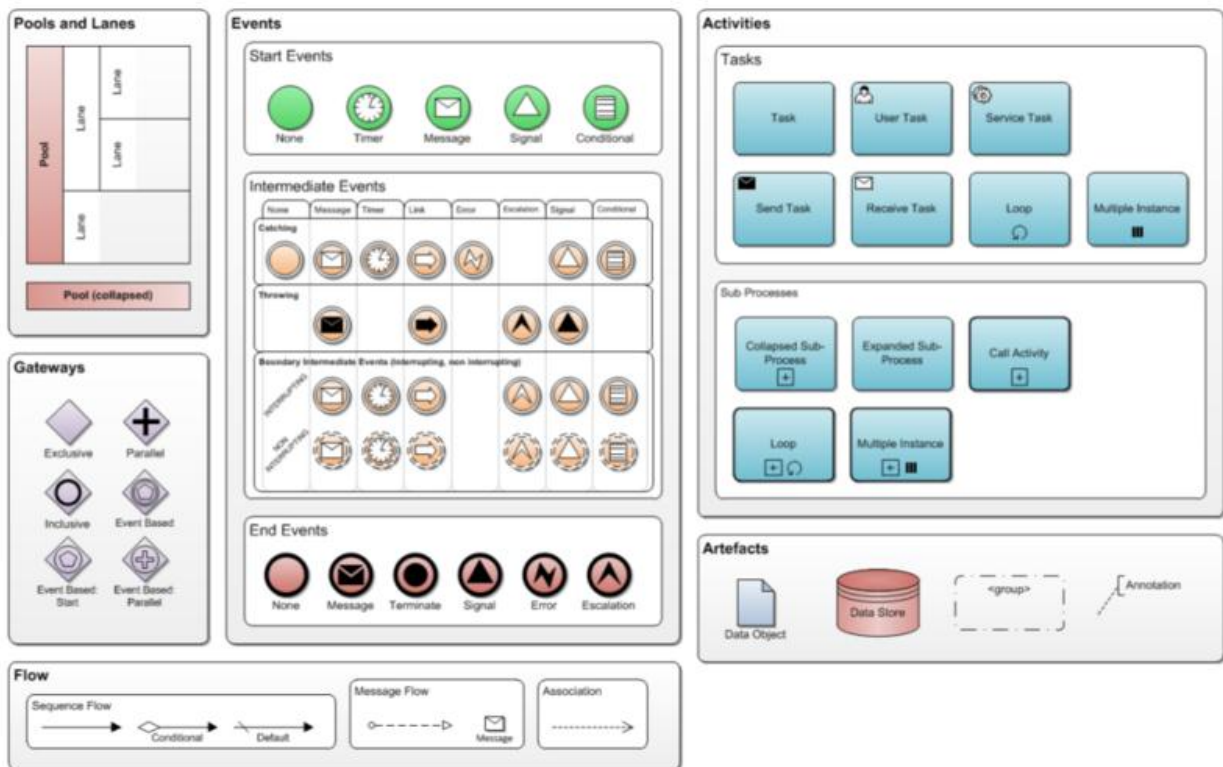 Pools and Lanes
Pool
Lane
Lane
Lane
Lane
Pool (collapsed)
Gateways
Exclusive
Parallel
Inclusive
Event Based
Event Based:
Start
Event Based:
Parallel
Events
Start Events
None
Timer
Message
Signal
Conditional
Intermediate Events
None
Message
Timer
Link
Error
Escalation
Signal
Conditional
Catching
Throwing
Boundary Intermediate Events (Interrupting, non interrupting)
INTERRUPTING
NON
INTERRUPTING
End Events
None
Message
Terminate
Signal
Error
Escalation
Activities
Tasks
Task
User Task
Service Task
Send Task
Receive Task
Loop
Multiple Instance
Sub Processes
Collapsed Sub-
Process
Expanded Sub-
Process
Call Activity
Loop
Multiple Instance
Artefacts
Data Object
Data Store
<group>
Annotation
Flow
Sequence Flow
Conditional
Default
Message Flow
Message
Association